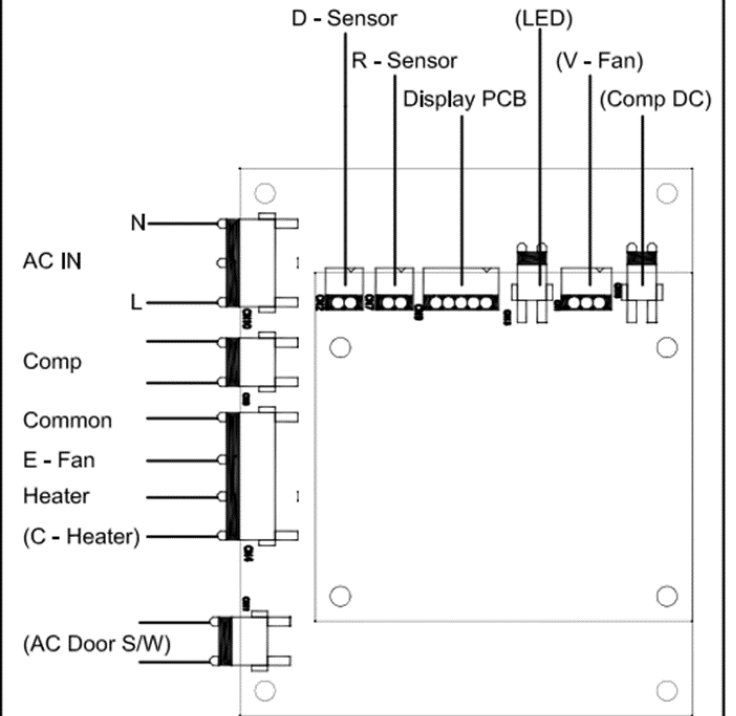 D - Sensor
(LED)
R - Sensor
(V - Fan)
Display PCB
(Comp DC)
N
AC IN
L
Comp
Common
E - Fan
Heater
(C - Heater)
(AC Door S/W)